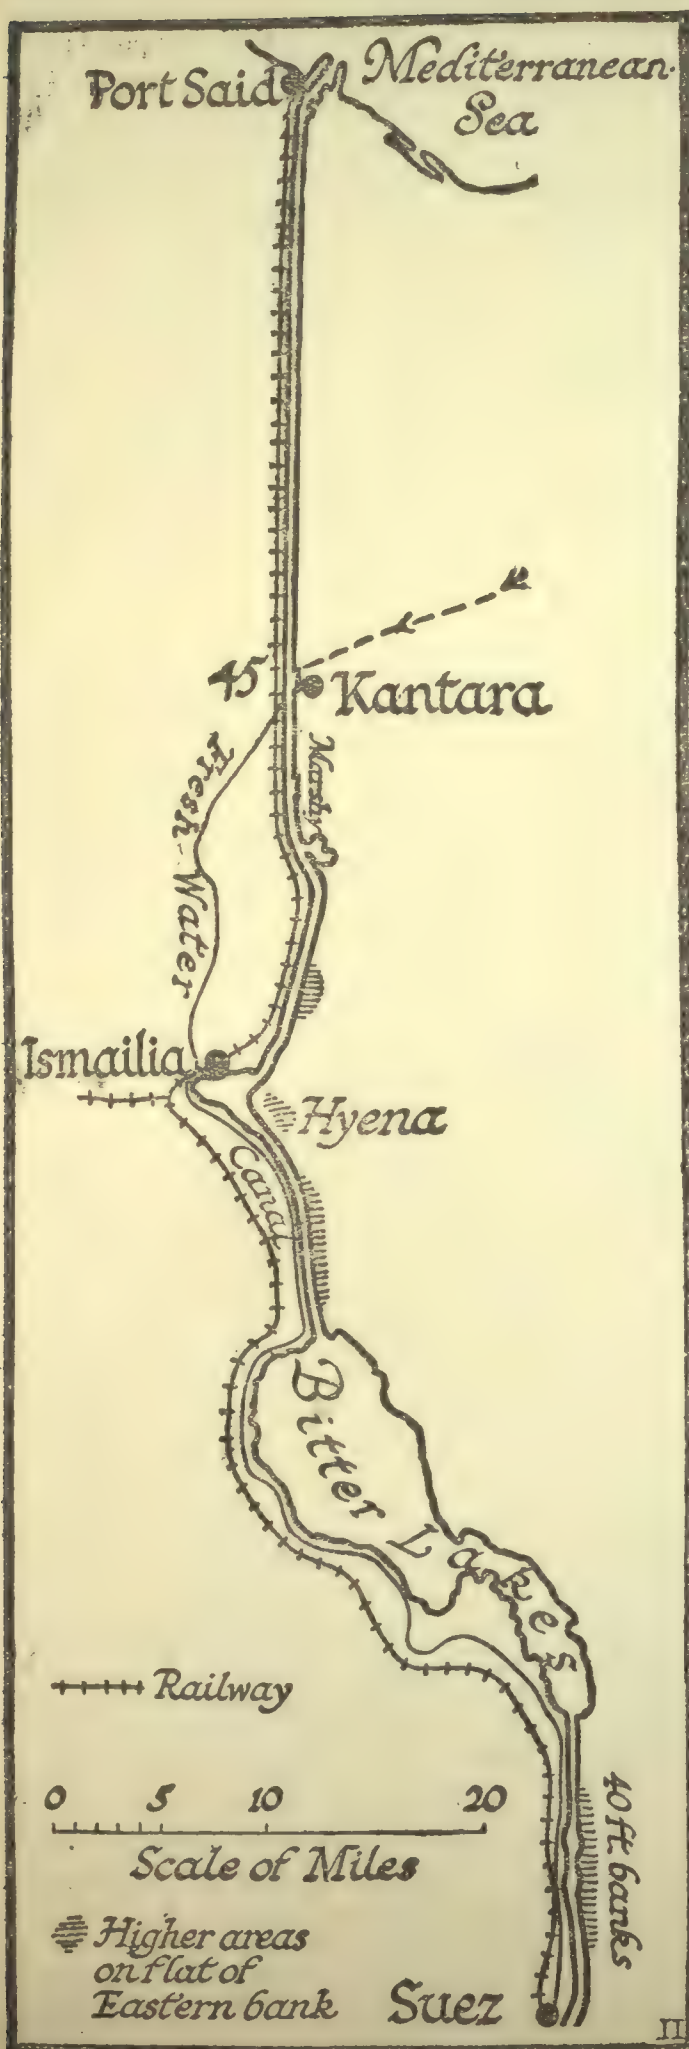 Port Said
Mediterranean
Sea
45
Kantara
Marshy
Fresh-Water
Ismailia
Hyena
Canal
Bitter Lakes
Railway
0 5 10 20
Scale of Miles
40 ft banks
Higher areas
on flat of
Eastern bank
Suez
II